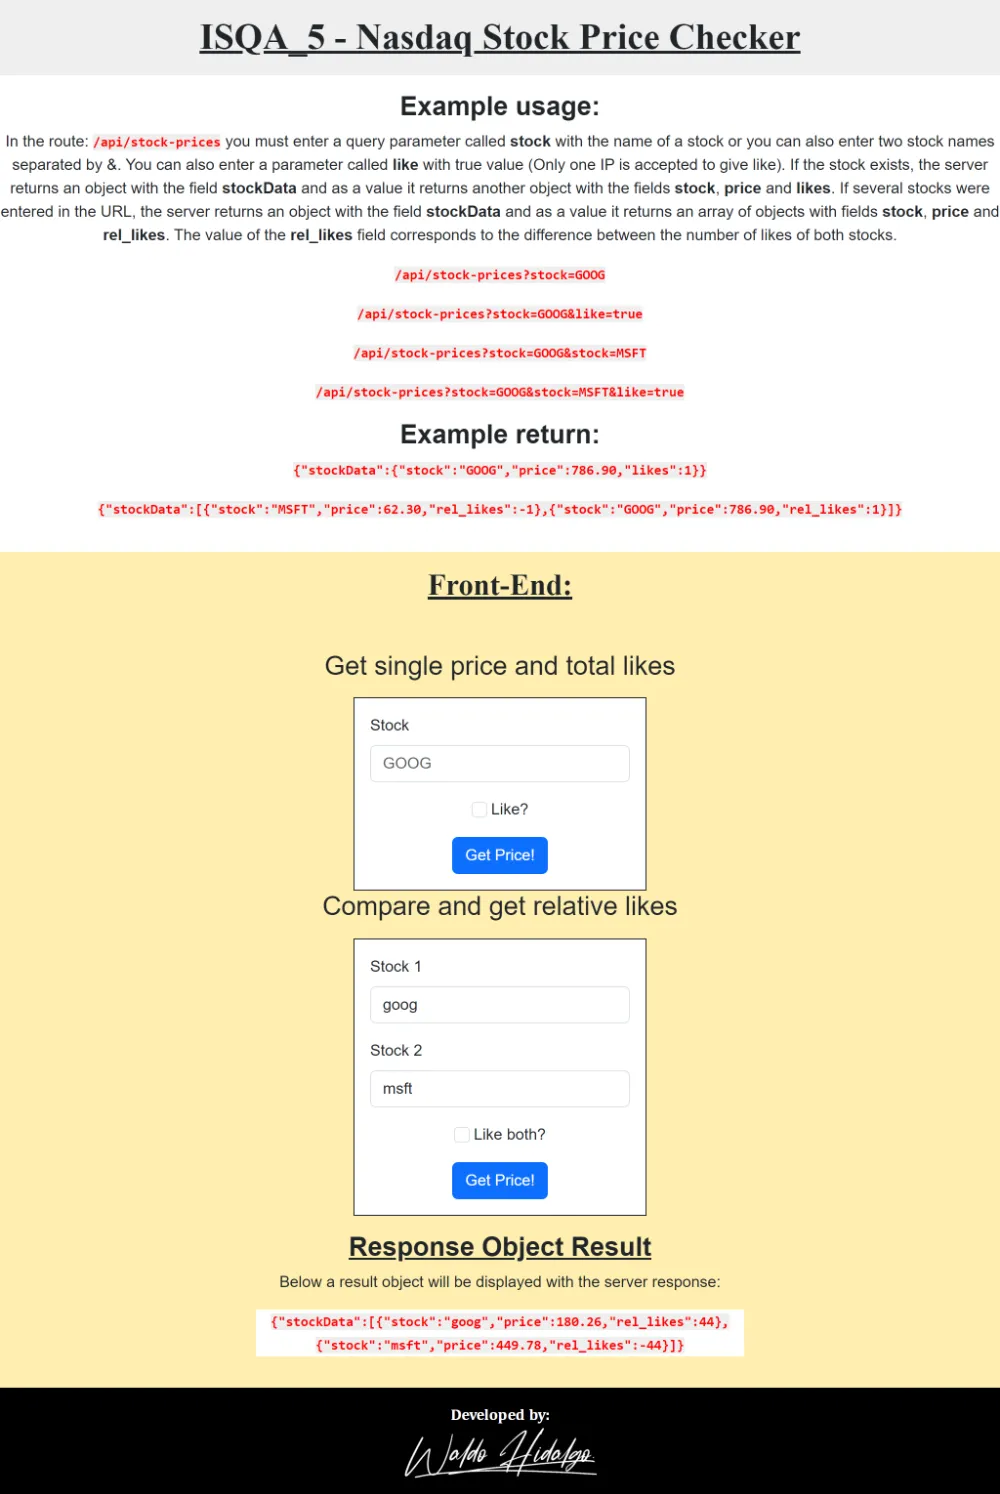 ISQA_5 - Nasdaq Stock Price Checker
Example usage:
In the route: /api/stock-prices you must enter a query parameter called stock with the name of a stock or you can also enter two stock names
separated by &. You can also enter a parameter called like with true value (Only one IP is accepted to give like). If the stock exists, the server
returns an object with the field stockData and as a value it returns another object with the fields stock, price and likes. If several stocks were
entered in the URL, the server returns an object with the field stockData and as a value it returns an array of objects with fields stock, price and
rel_likes. The value of the rel_likes field corresponds to the difference between the number of likes of both stocks.
/api/stock-prices?stock=GOOG
/api/stock-prices?stock=GOOG&like=true
/api/stock-prices?stock=GOOG&stock=MSFT
/api/stock-prices?stock=GOOG&stock=MSFT&like=true
Example return:
{"stockData":{"stock":"GOOG","price":786.90,"likes":1}}
{"stockData":[{"stock":"MSFT","price":62.30,"rel_likes":-1},{"stock":"GOOG","price":786.90,"rel_likes":1}]}
Front-End:
Get single price and total likes
Stock
GOOG
Like?
Get Price!
Compare and get relative likes
Stock 1
goog
Stock 2
msft
Like both?
Get Price!
Response Object Result
Below a result object will be displayed with the server response:
{"stockData":[{"stock":"goog","price":180.26,"rel_likes":44},
{"stock":"msft","price":449.78,"rel_likes":-44}]}
Developed by:
Waldo Hidalgo